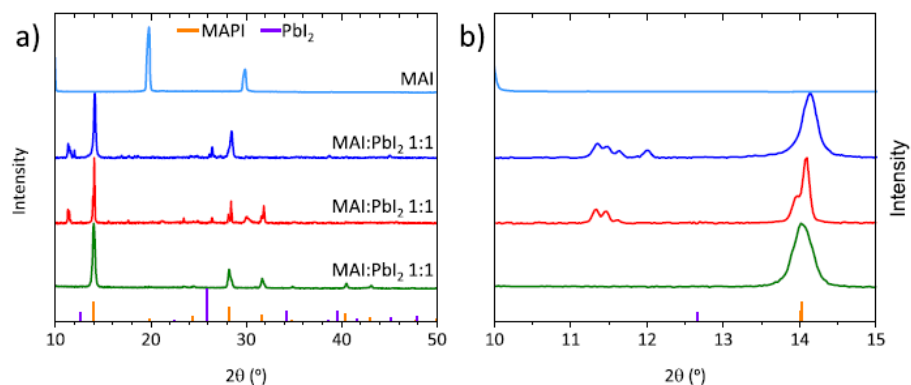 a)
MAPI PbI₂
MAI
MAI:PbI₂ 1:1
MAI:PbI₂ 1:1
MAI:PbI₂ 1:1
Intensity
10 20 30 40 50
2θ (°)
b)
10 11 12 13 14 15
2θ (°)
Intensity